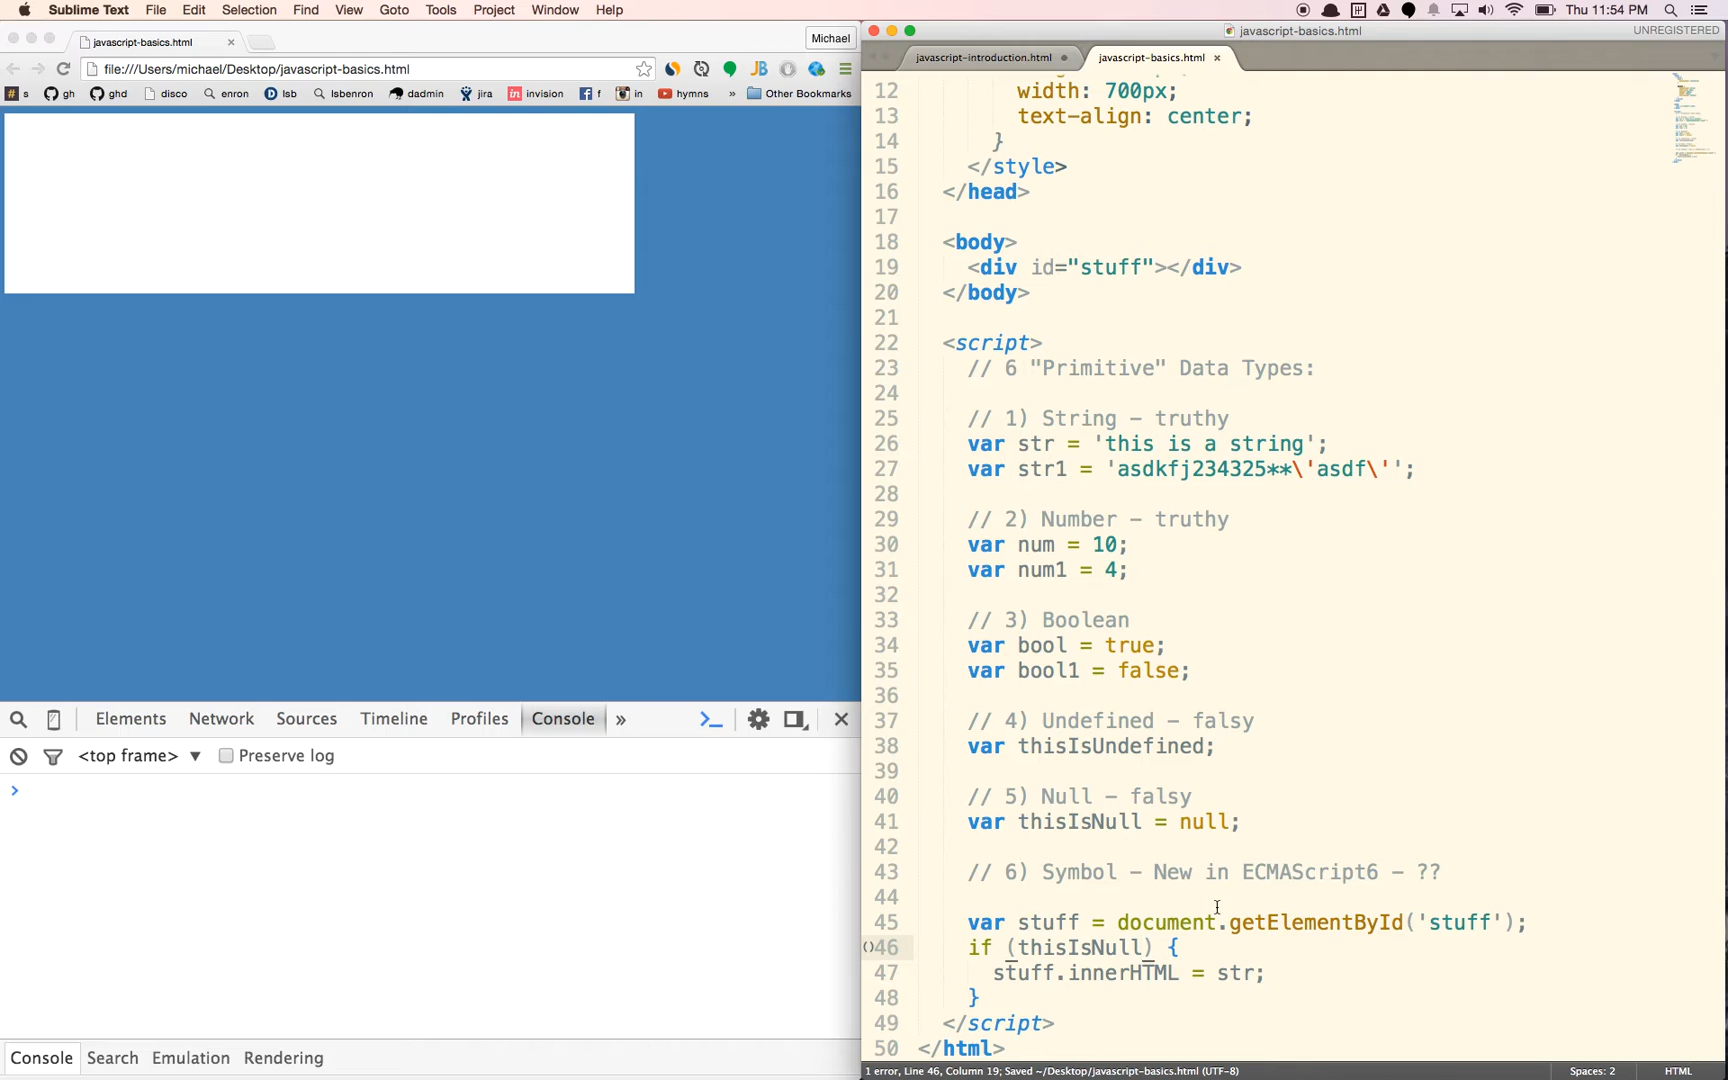 Sublime Text File Edit Selection Find View Goto Tools Project Window Help Thu 11:54 PM
javascript-basics.html
Michael
file:///Users/michael/Desktop/javascript-basics.html
s gh ghd disco enron lsb lsbenron dadmin jira invision f in hymns » Other Bookmarks
Elements Network Sources Timeline Profiles Console »
<top frame> ▼ Preserve log
>
Console Search Emulation Rendering
javascript-basics.html UNREGISTERED
javascript-introduction.html javascript-basics.html
12 width: 700px;
13 text-align: center;
14 }
15 </style>
16 </head>
17
18 <body>
19 <div id="stuff"></div>
20 </body>
21
22 <script>
23 // 6 "Primitive" Data Types:
24
25 // 1) String - truthy
26 var str = 'this is a string';
27 var str1 = 'asdkfj234325**\'asdf\'';
28
29 // 2) Number - truthy
30 var num = 10;
31 var num1 = 4;
32
33 // 3) Boolean
34 var bool = true;
35 var bool1 = false;
36
37 // 4) Undefined - falsy
38 var thisIsUndefined;
39
40 // 5) Null - falsy
41 var thisIsNull = null;
42
43 // 6) Symbol - New in ECMAScript6 - ??
44
45 var stuff = document.getElementById('stuff');
46 if (thisIsNull) {
47 stuff.innerHTML = str;
48 }
49 </script>
50 </html>
1 error, Line 46, Column 19; Saved ~/Desktop/javascript-basics.html (UTF-8) Spaces: 2 HTML